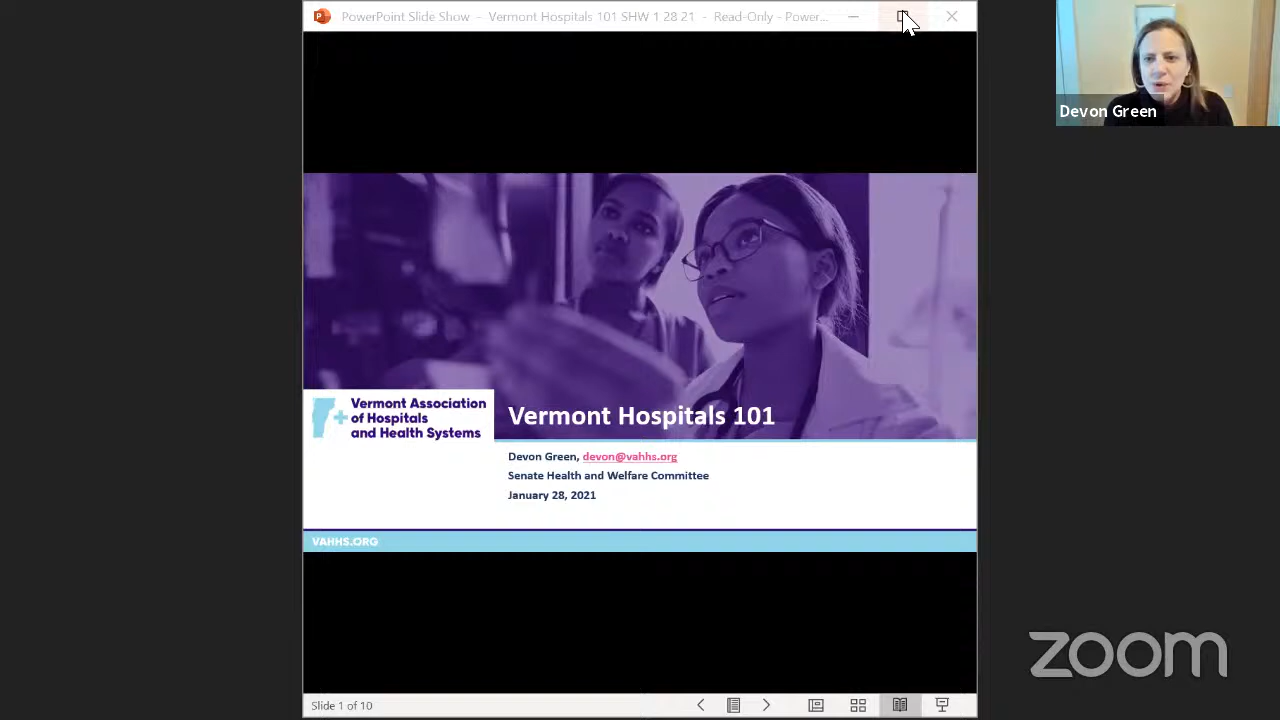 PowerPoint Slide Show - Vermont Hospitals 101 SHW 1 28 21 - Read-Only - Power...
Devon Green
Vermont Association
of Hospitals
and Health Systems
Vermont Hospitals 101
Devon Green, devon@vahhs.org
Senate Health and Welfare Committee
January 28, 2021
VAHHS.ORG
zoom
Slide 1 of 10